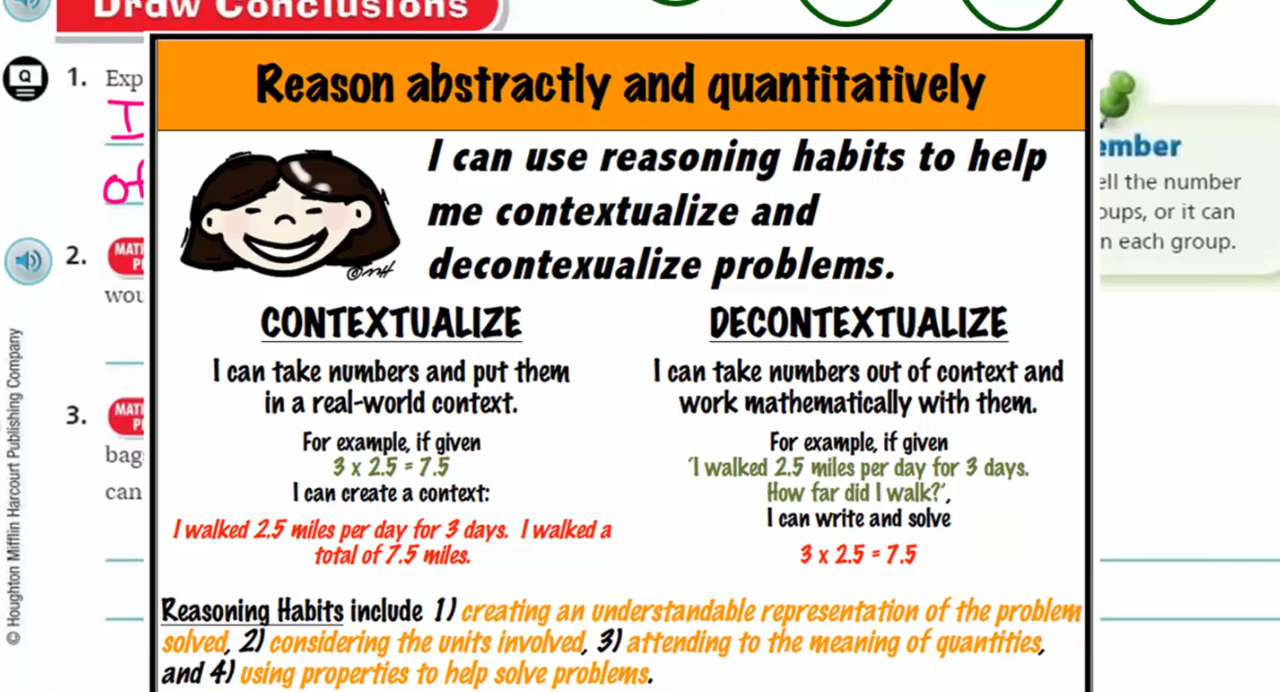 Draw Conclusions
1. Exp
Reason abstractly and quantitatively
I can use reasoning habits to help
me contextualize and
decontexualize problems.
©MH
CONTEXTUALIZE
I can take numbers and put them
in a real-world context.
For example, if given
3 x 2.5 = 7.5
I can create a context:
I walked 2.5 miles per day for 3 days. I walked a
total of 7.5 miles.
DECONTEXTUALIZE
I can take numbers out of context and
work mathematically with them.
For example, if given
'I walked 2.5 miles per day for 3 days.
How far did I walk?',
I can write and solve
3 x 2.5 = 7.5
Reasoning Habits include 1) creating an understandable representation of the problem
solved, 2) considering the units involved, 3) attending to the meaning of quantities,
and 4) using properties to help solve problems.
Q
2. MAT
P
wou
3. MAT
P
bag
can
ember
ell the number
oups, or it can
n each group.
© Houghton Mifflin Harcourt Publishing Company